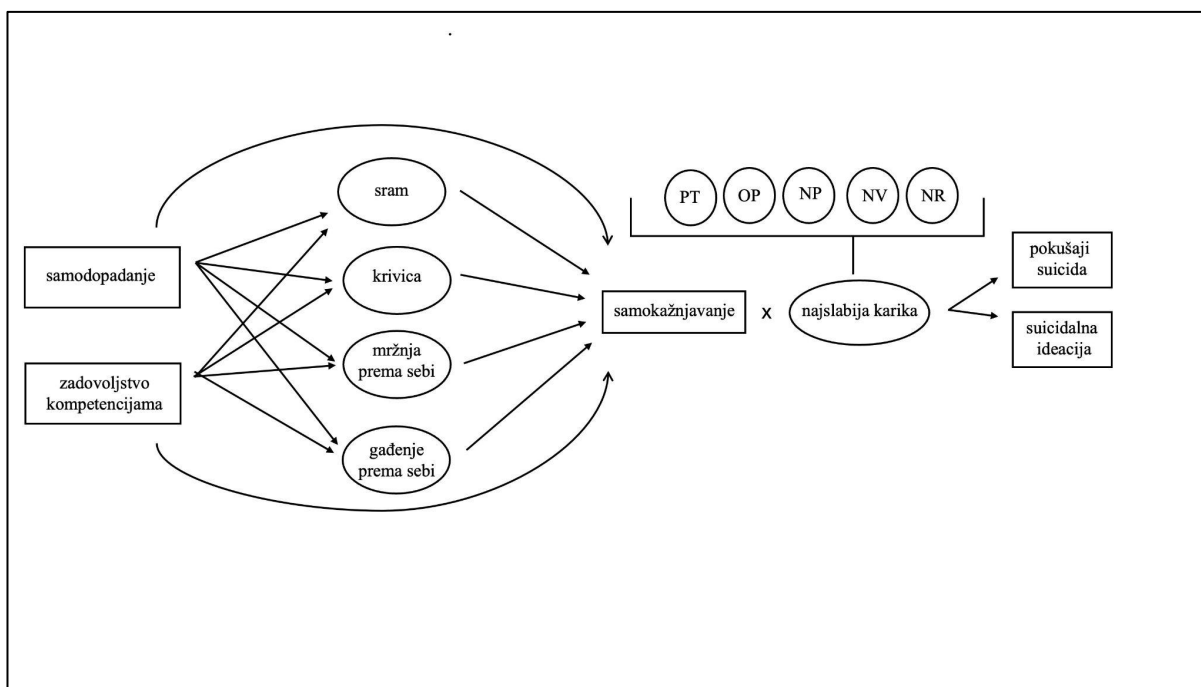 sram
PT
OP
NP
NV
NR
samodopadanje
krivica
pokušaji
suicida
samokažnjavanje
x
najslabija karika
mržnja
prema sebi
suicidalna
ideacija
zadovoljstvo
kompetencijama
gađenje
prema sebi